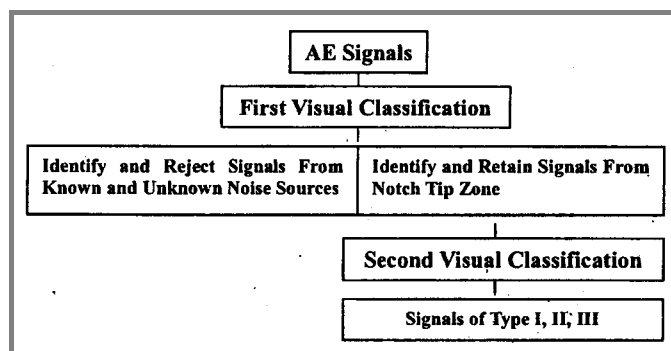 AE Signals
First Visual Classification
Identify and Reject Signals From
Known and Unknown Noise Sources
Identify and Retain Signals From
Notch Tip Zone
Second Visual Classification
Signals of Type I, II, III